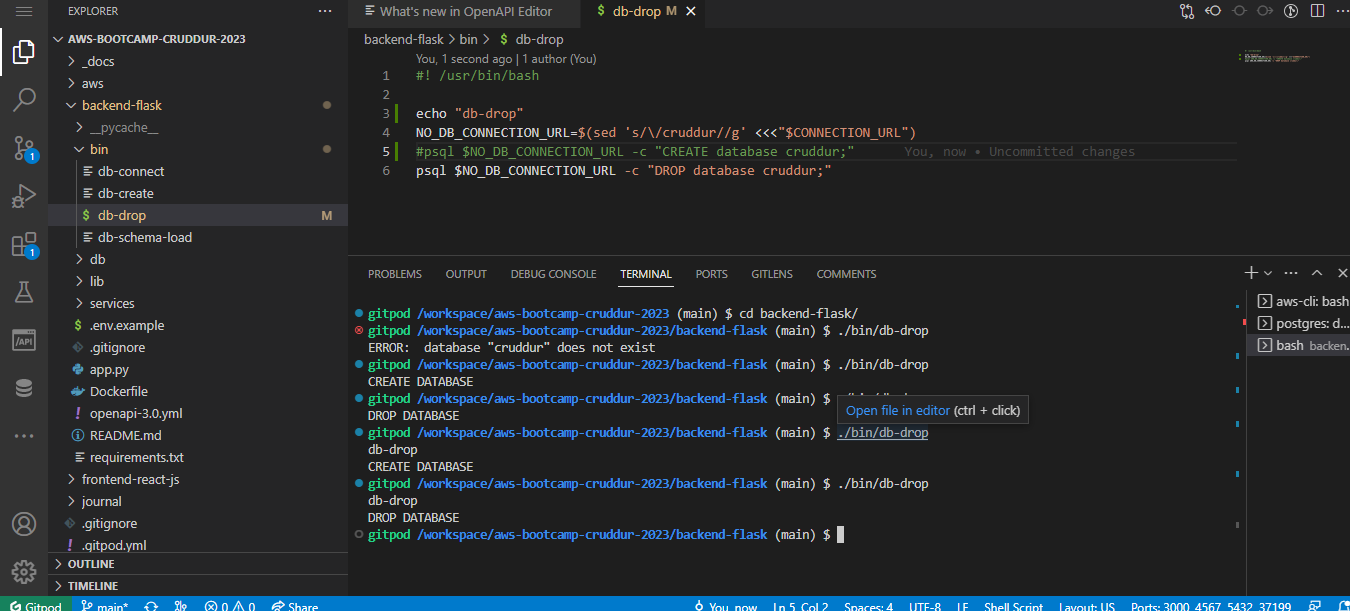 EXPLORER
AWS-BOOTCAMP-CRUDDUR-2023
_docs
aws
backend-flask
__pycache__
bin
db-connect
db-create
$ db-drop M
db-schema-load
db
lib
services
$ .env.example
.gitignore
app.py
Dockerfile
! openapi-3.0.yml
README.md
requirements.txt
frontend-react-js
journal
.gitignore
! .gitpod.yml
OUTLINE
TIMELINE
1
1
API
What's new in OpenAPI Editor
$ db-drop M
backend-flask > bin > $ db-drop
You, 1 second ago | 1 author (You)
1 #! /usr/bin/bash
2
3 echo "db-drop"
4 NO_DB_CONNECTION_URL=$(sed 's/\/cruddur//g' <<<"$CONNECTION_URL")
5 #psql $NO_DB_CONNECTION_URL -c "CREATE database cruddur;" You, now • Uncommitted changes
6 psql $NO_DB_CONNECTION_URL -c "DROP database cruddur;"
PROBLEMS OUTPUT DEBUG CONSOLE TERMINAL PORTS GITLENS COMMENTS
gitpod /workspace/aws-bootcamp-cruddur-2023 (main) $ cd backend-flask/
gitpod /workspace/aws-bootcamp-cruddur-2023/backend-flask (main) $ ./bin/db-drop
ERROR:  database "cruddur" does not exist
gitpod /workspace/aws-bootcamp-cruddur-2023/backend-flask (main) $ ./bin/db-drop
CREATE DATABASE
gitpod /workspace/aws-bootcamp-cruddur-2023/backend-flask (main) $
DROP DATABASE
Open file in editor (ctrl + click)
gitpod /workspace/aws-bootcamp-cruddur-2023/backend-flask (main) $ ./bin/db-drop
db-drop
CREATE DATABASE
gitpod /workspace/aws-bootcamp-cruddur-2023/backend-flask (main) $ ./bin/db-drop
db-drop
DROP DATABASE
gitpod /workspace/aws-bootcamp-cruddur-2023/backend-flask (main) $
aws-cli: bash
postgres: d...
bash backen...
Gitpod main* 0 0 Share You, now Ln 5, Col 2 Spaces: 4 UTF-8 LF Shell Script Layout: US Ports: 3000, 4567, 5432, 37199